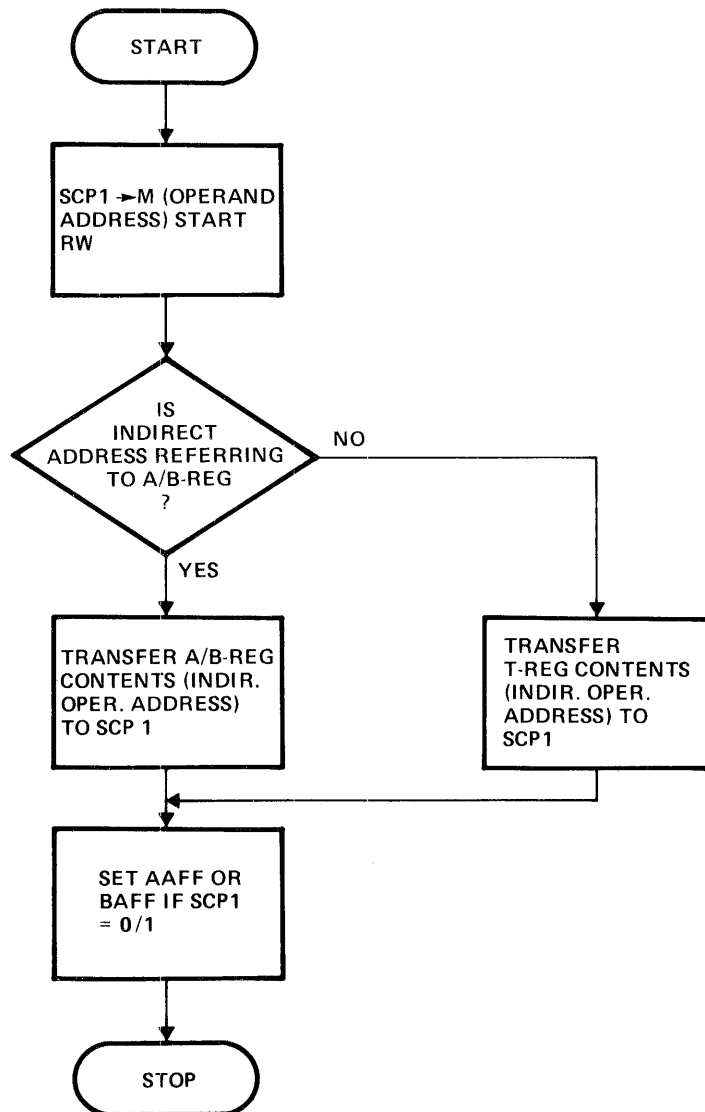 START
SCP1 → M (OPERAND
ADDRESS) START
RW
IS
INDIRECT
ADDRESS REFERRING
TO A/B-REG
?
NO
YES
TRANSFER A/B-REG
CONTENTS (INDIR.
OPER. ADDRESS)
TO SCP 1
TRANSFER
T-REG CONTENTS
(INDIR. OPER.
ADDRESS) TO
SCP1
SET AAFF OR
BAFF IF SCP1
= 0/1
STOP